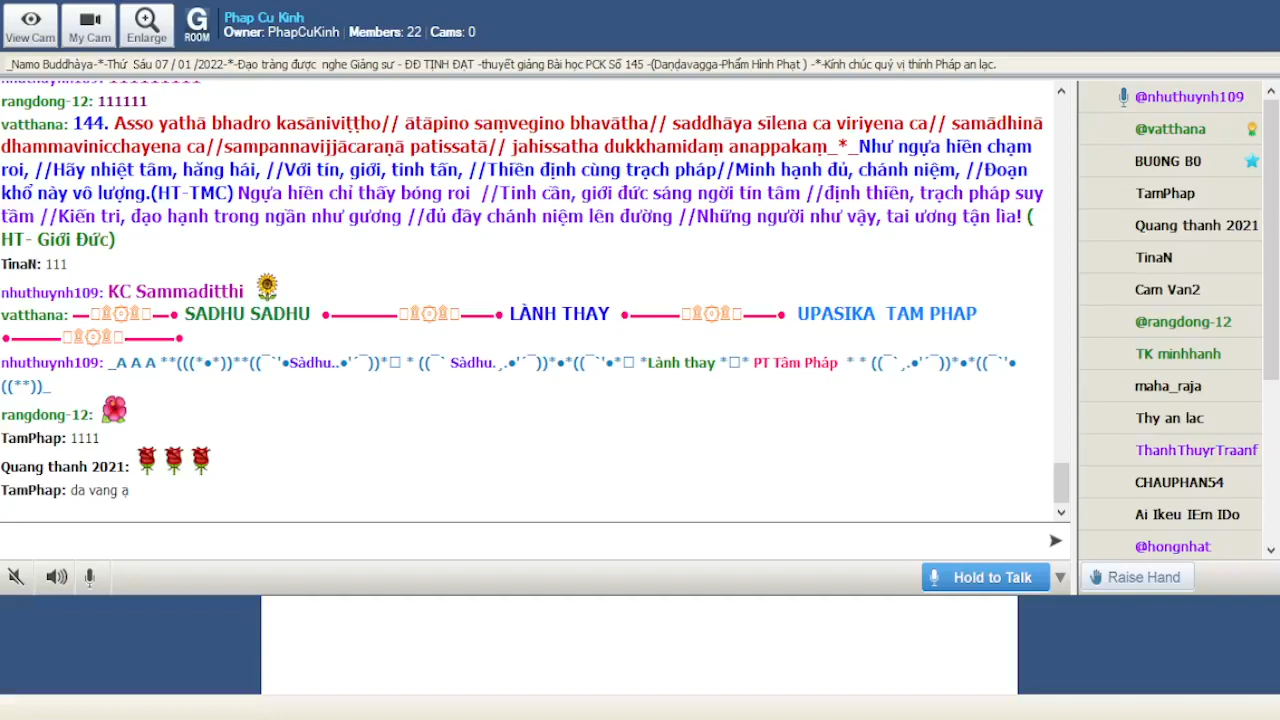 View Cam
My Cam
Enlarge
G
ROOM
Phap Cu Kinh
Owner: PhapCuKinh | Members: 22 | Cams: 0
_Namo Buddhàya-*-Thứ Sáu 07 / 01 /2022-*-Đạo tràng được nghe Giảng sư - ĐĐ TỊNH ĐẠT -thuyết giảng Bài học PCK Số 145 -(Daṇḍavagga-Phẩm Hình Phạt ) -*-Kính chúc quý vị thính Pháp an lạc.
rangdong-12: 111111
vatthana: 144. Asso yathā bhadro kasāniviṭṭho// ātāpino saṃvegino bhavātha// saddhāya sīlena ca viriyena ca// samādhinā
dhammavinicchayena ca//sampannavijjācaraṇā patissatā// jahissatha dukkhamidaṃ anappakaṃ_*_Như ngựa hiền chạm
roi, //Hãy nhiệt tâm, hăng hái, //Với tín, giới, tinh tấn, //Thiền định cùng trạch pháp//Minh hạnh đủ, chánh niệm, //Đoạn
khổ này vô lượng.(HT-TMC) Ngựa hiền chỉ thấy bóng roi //Tinh cần, giới đức sáng ngời tín tâm //định thiền, trạch pháp suy
tầm //Kiến tri, đạo hạnh trong ngần như gương //đủ đầy chánh niệm lên đường //Những người như vậy, tai ương tận lìa! (
HT- Giới Đức)
TinaN: 111
nhuthuynh109: KC Sammaditthi
vatthana: SADHU SADHU LÀNH THAY UPASIKA TAM PHAP
nhuthuynh109: _A A A **(((*•*))**((¯`'•Sàdhu..•'´¯))*□ * ((¯` Sàdhu.¸.•'´¯))*•*((¯`'•*□ *Lành thay *□* PT Tâm Pháp * * ((¯`¸.•'´¯))*•*((¯`'•
((**))_
rangdong-12:
TamPhap: 1111
Quang thanh 2021:
TamPhap: da vang ạ
Hold to Talk
@nhuthuynh109
@vatthana
BU0NG B0
TamPhap
Quang thanh 2021
TinaN
Cam Van2
@rangdong-12
TK minhhanh
maha_raja
Thy an lac
ThanhThuyrTraanf
CHAUPHAN54
Ai Ikeu IEm IDo
@hongnhat
Raise Hand